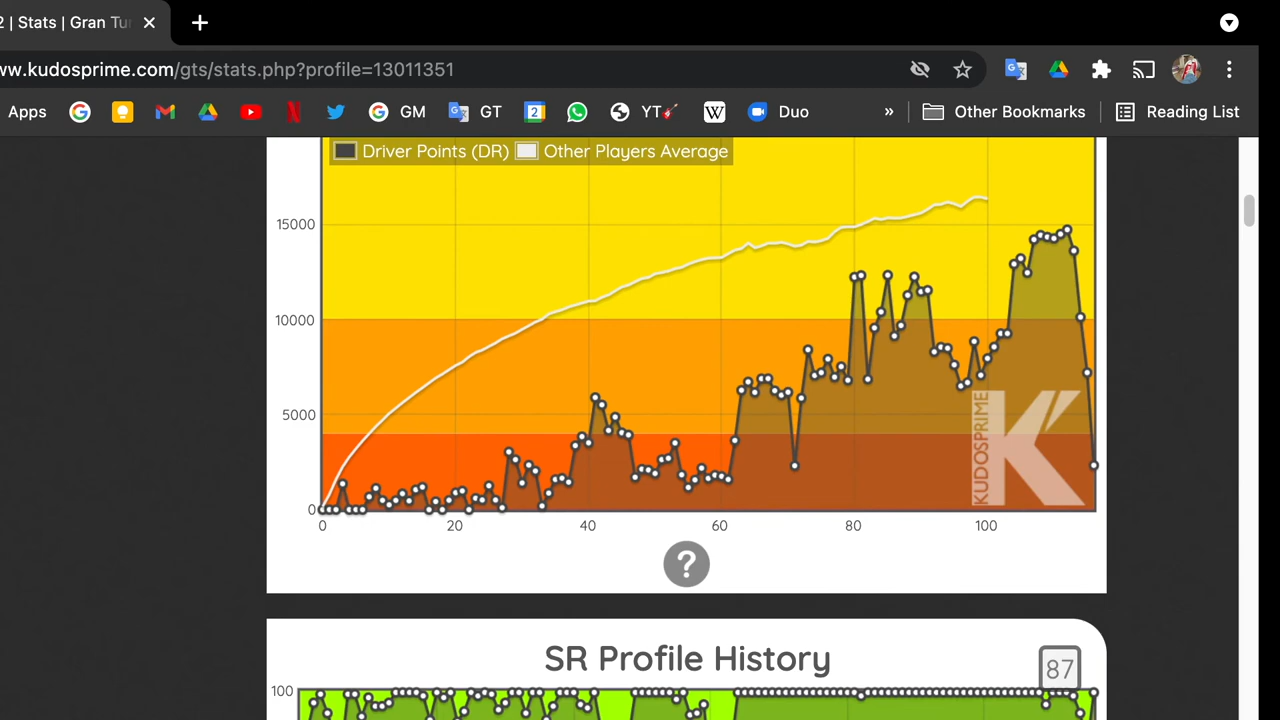 2 | Stats | Gran Tu
ww.kudosprime.com/gts/stats.php?profile=13011351
Apps GM GT 2 YT🎸 W Duo » Other Bookmarks Reading List
Driver Points (DR) Other Players Average
15000
10000
5000
0
0 20 40 60 80 100
KUDOSPRIME K'
?
SR Profile History
87
100